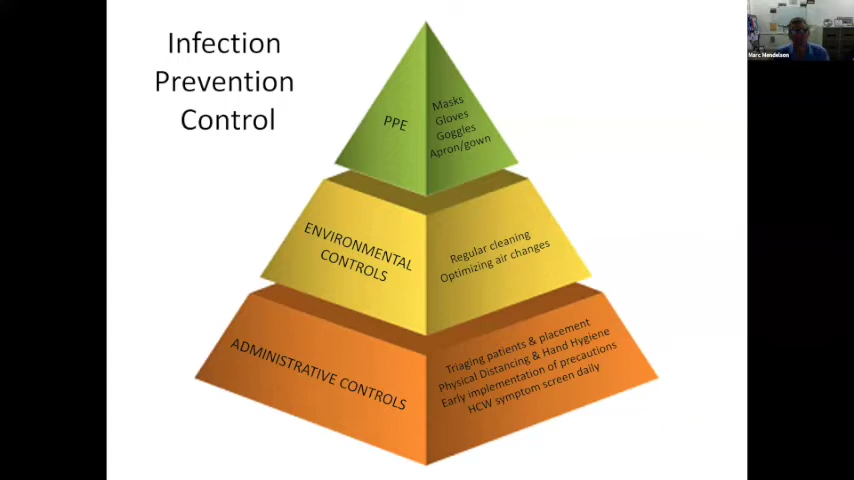 Infection
Prevention
Control
Marc Mendelson
PPE
Masks
Gloves
Goggles
Apron/gown
ENVIRONMENTAL
CONTROLS
Regular cleaning
Optimizing air changes
ADMINISTRATIVE CONTROLS
Triaging patients & placement
Physical Distancing & Hand Hygiene
Early implementation of precautions
HCW symptom screen daily